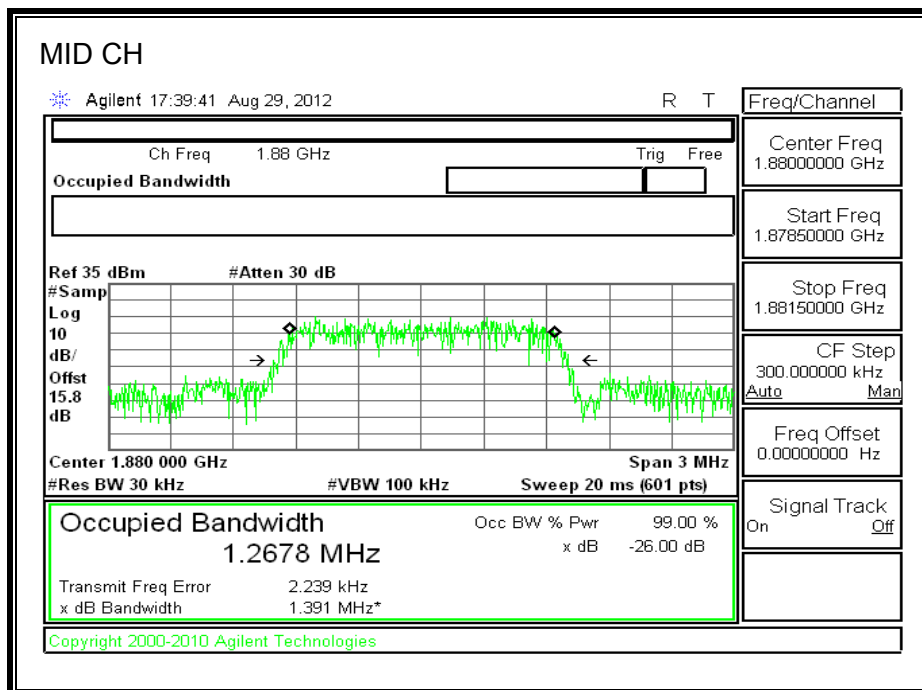 MID CH
Agilent 17:39:41 Aug 29, 2012 R T
Ch Freq 1.88 GHz Trig Free
Occupied Bandwidth
Ref 35 dBm #Atten 30 dB
#Samp
Log
10
dB/
Offst
15.8
dB
Center 1.880 000 GHz Span 3 MHz
#Res BW 30 kHz #VBW 100 kHz Sweep 20 ms (601 pts)
Occupied Bandwidth Occ BW % Pwr 99.00 %
1.2678 MHz x dB -26.00 dB
Transmit Freq Error 2.239 kHz
x dB Bandwidth 1.391 MHz*
Copyright 2000-2010 Agilent Technologies
Freq/Channel
Center Freq
1.88000000 GHz
Start Freq
1.87850000 GHz
Stop Freq
1.88150000 GHz
CF Step
300.000000 kHz
Auto Man
Freq Offset
0.00000000 Hz
Signal Track
On Off